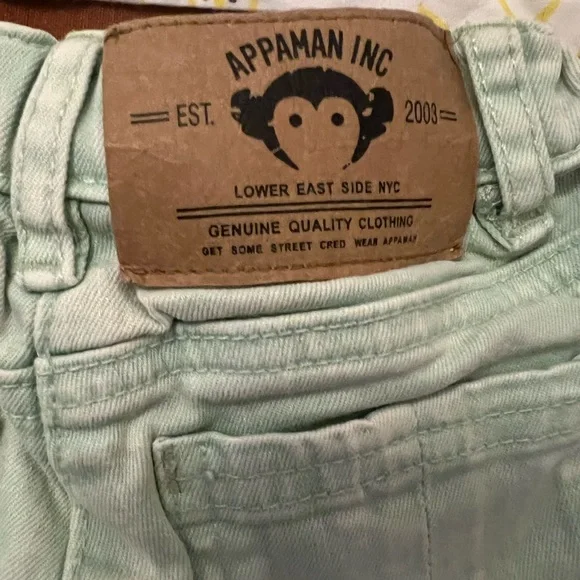 APPAMAN INC
EST. 2003
LOWER EAST SIDE NYC
GENUINE QUALITY CLOTHING
GET SOME STREET CRED WEAR APPAMAN